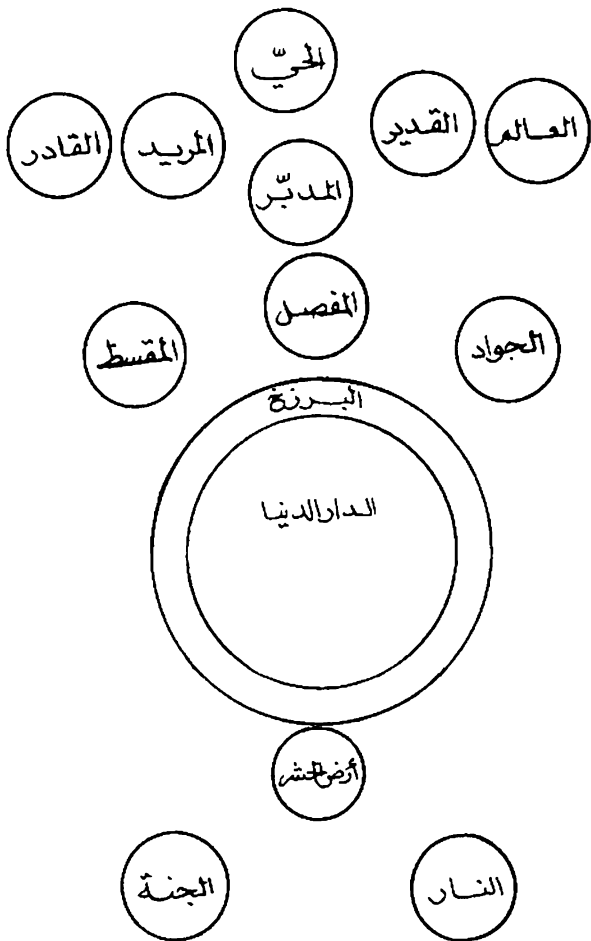 الحيّ
العالم
القدير
المريد
القادر
المدبّر
المفصل
الجواد
المقسط
البرزخ
الدار الدنيا
أرض الحشر
النار
الجنة